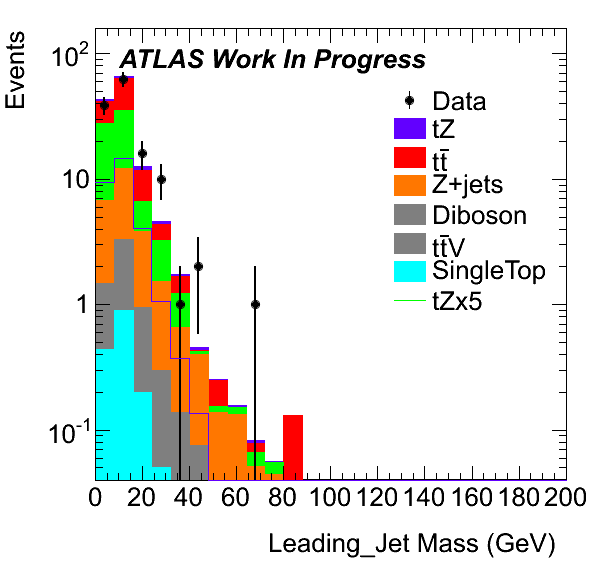 Events
10²
10
1
10⁻¹
ATLAS Work In Progress
Data
tZ
tt̄
Z+jets
Diboson
tt̄V
SingleTop
tZx5
0 20 40 60 80 100 120 140 160 180 200
Leading_Jet Mass (GeV)